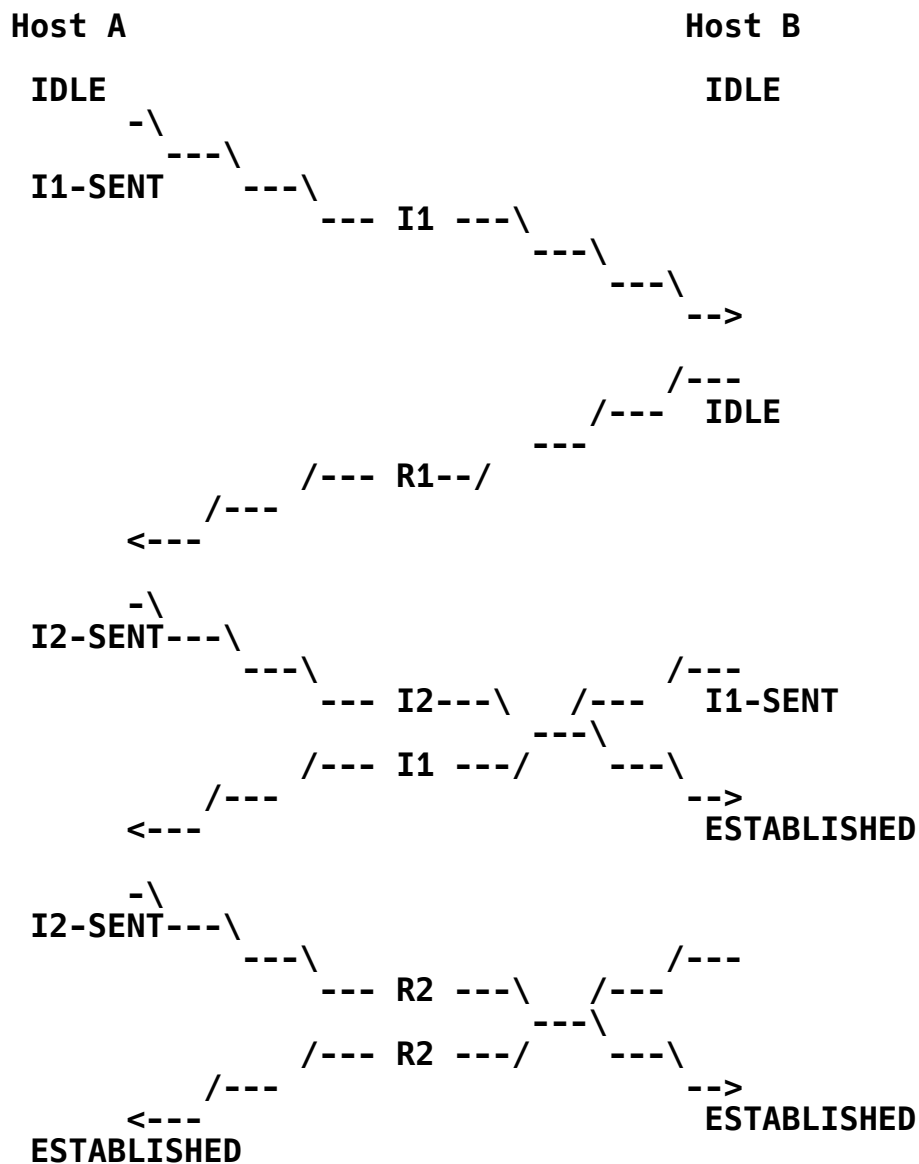 Host A                             Host B

 IDLE                               IDLE
      -\
        ---\
 I1-SENT    ---\
                --- I1 ---\
                           ---\
                               ---\
                                   -->

                                  /---
                              /---  IDLE
                           ---
               /--- R1--/
          /---
      <---

      -\
 I2-SENT---\
            ---\                  /---
                --- I2---\   /---   I1-SENT
                           ---\
               /--- I1 ---/    ---\
          /---                     -->
      <---                          ESTABLISHED

      -\
 I2-SENT---\
            ---\                  /---
                --- R2 ---\   /---
                           ---\
               /--- R2 ---/    ---\
          /---                     -->
      <---                          ESTABLISHED
 ESTABLISHED